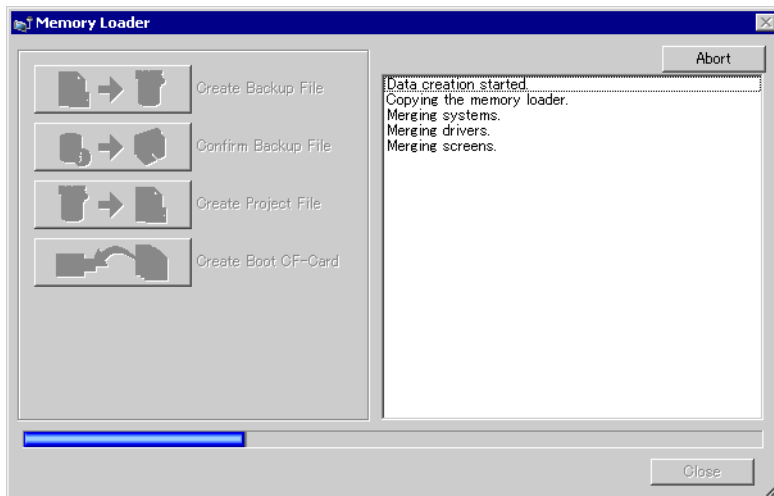 Memory Loader
Abort
Create Backup File
Confirm Backup File
Create Project File
Create Boot CF-Card
Data creation started.
Copying the memory loader.
Merging systems.
Merging drivers.
Merging screens.
Close